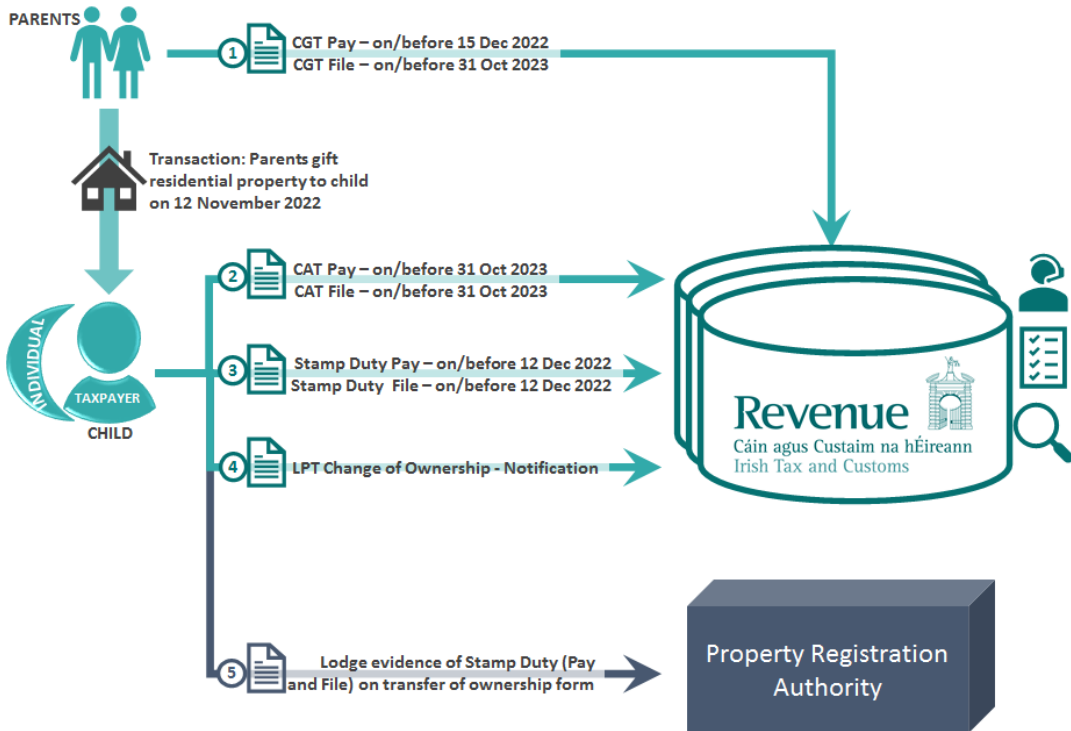 PARENTS
1
CGT Pay – on/before 15 Dec 2022
CGT File – on/before 31 Oct 2023
Transaction: Parents gift
residential property to child
on 12 November 2022
2
CAT Pay – on/before 31 Oct 2023
CAT File – on/before 31 Oct 2023
INDIVIDUAL
TAXPAYER
CHILD
3
Stamp Duty Pay – on/before 12 Dec 2022
Stamp Duty File – on/before 12 Dec 2022
4
LPT Change of Ownership - Notification
Revenue
Cáin agus Custaim na hÉireann
Irish Tax and Customs
5
Lodge evidence of Stamp Duty (Pay
and File) on transfer of ownership form
Property Registration
Authority